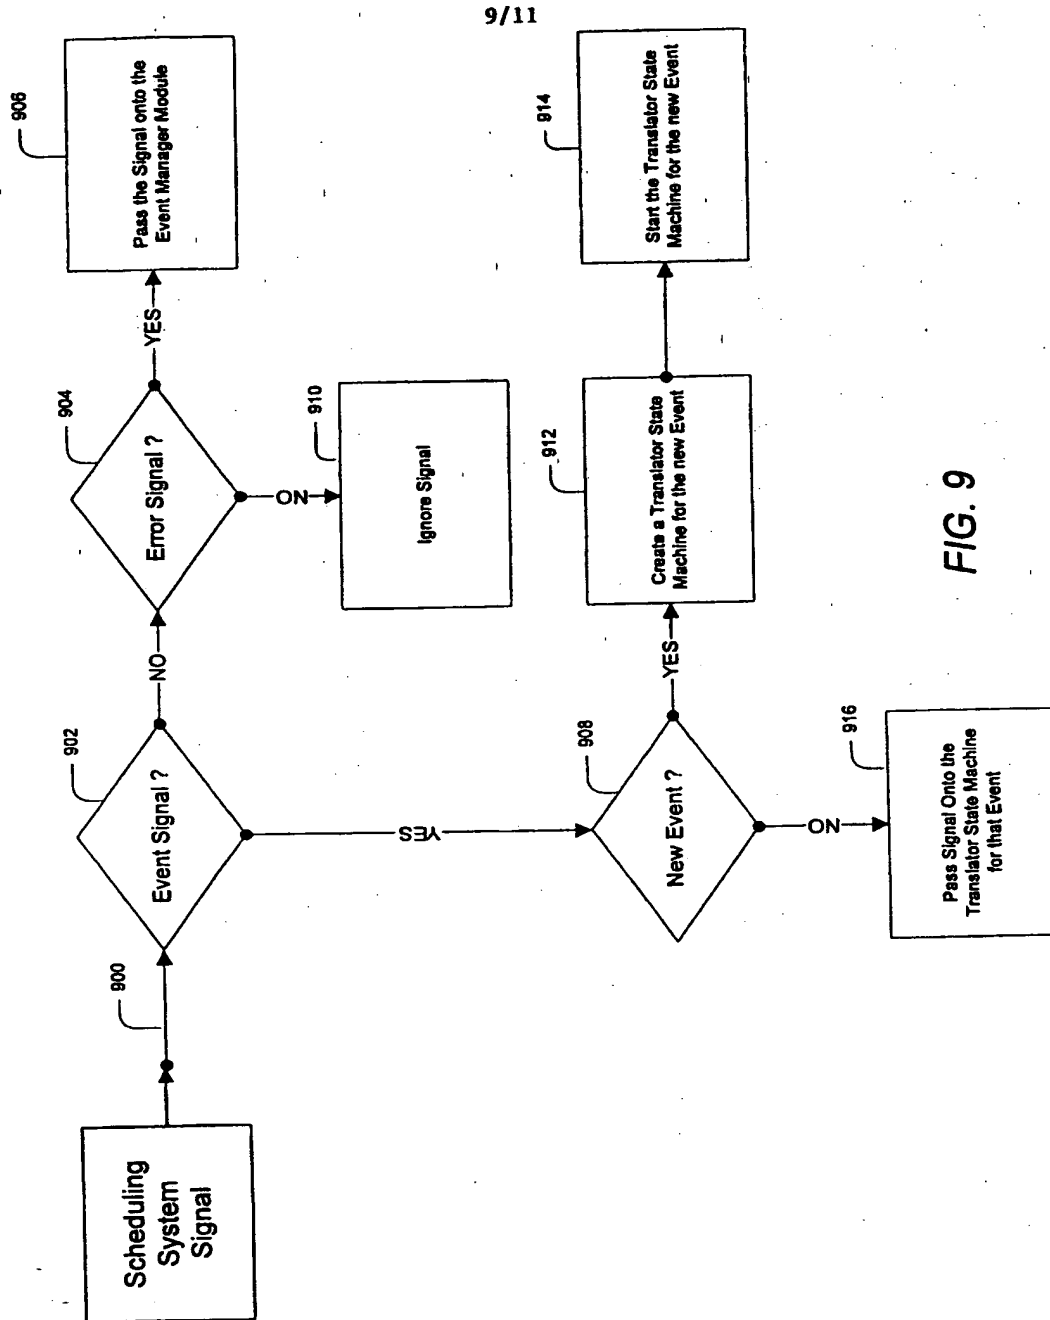 9/11
Scheduling
System
Signal
900
Event Signal ?
902
NO
YES
Error Signal ?
904
YES
NO
Pass the Signal onto the
Event Manager Module
906
Ignore Signal
910
New Event ?
908
YES
NO
Create a Translator State
Machine for the new Event
912
Start the Translator State
Machine for the new Event
914
Pass Signal Onto the
Translator State Machine
for that Event
916
FIG. 9